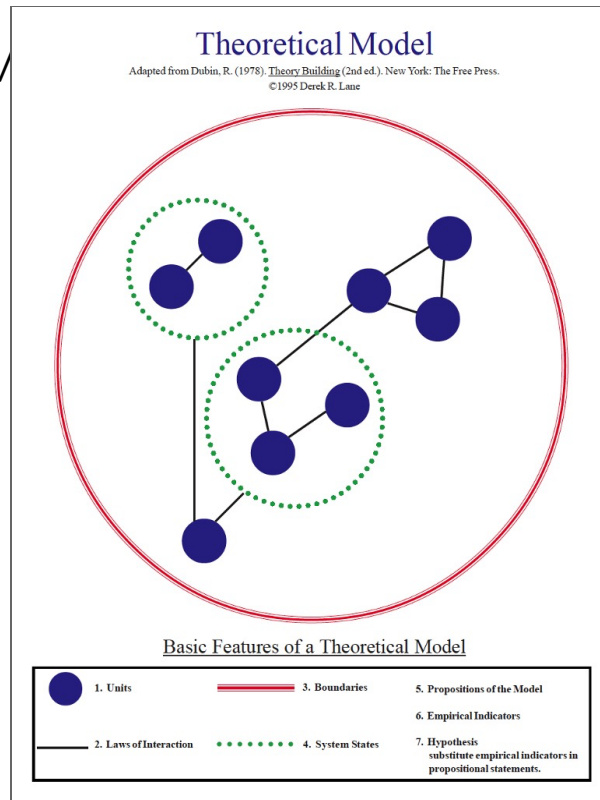 Theoretical Model
Adapted from Dubin, R. (1978). Theory Building (2nd ed.). New York: The Free Press.
©1995 Derek R. Lane
Basic Features of a Theoretical Model
1. Units
2. Laws of Interaction
3. Boundaries
4. System States
5. Propositions of the Model
6. Empirical Indicators
7. Hypothesis
substitute empirical indicators in
propositional statements.